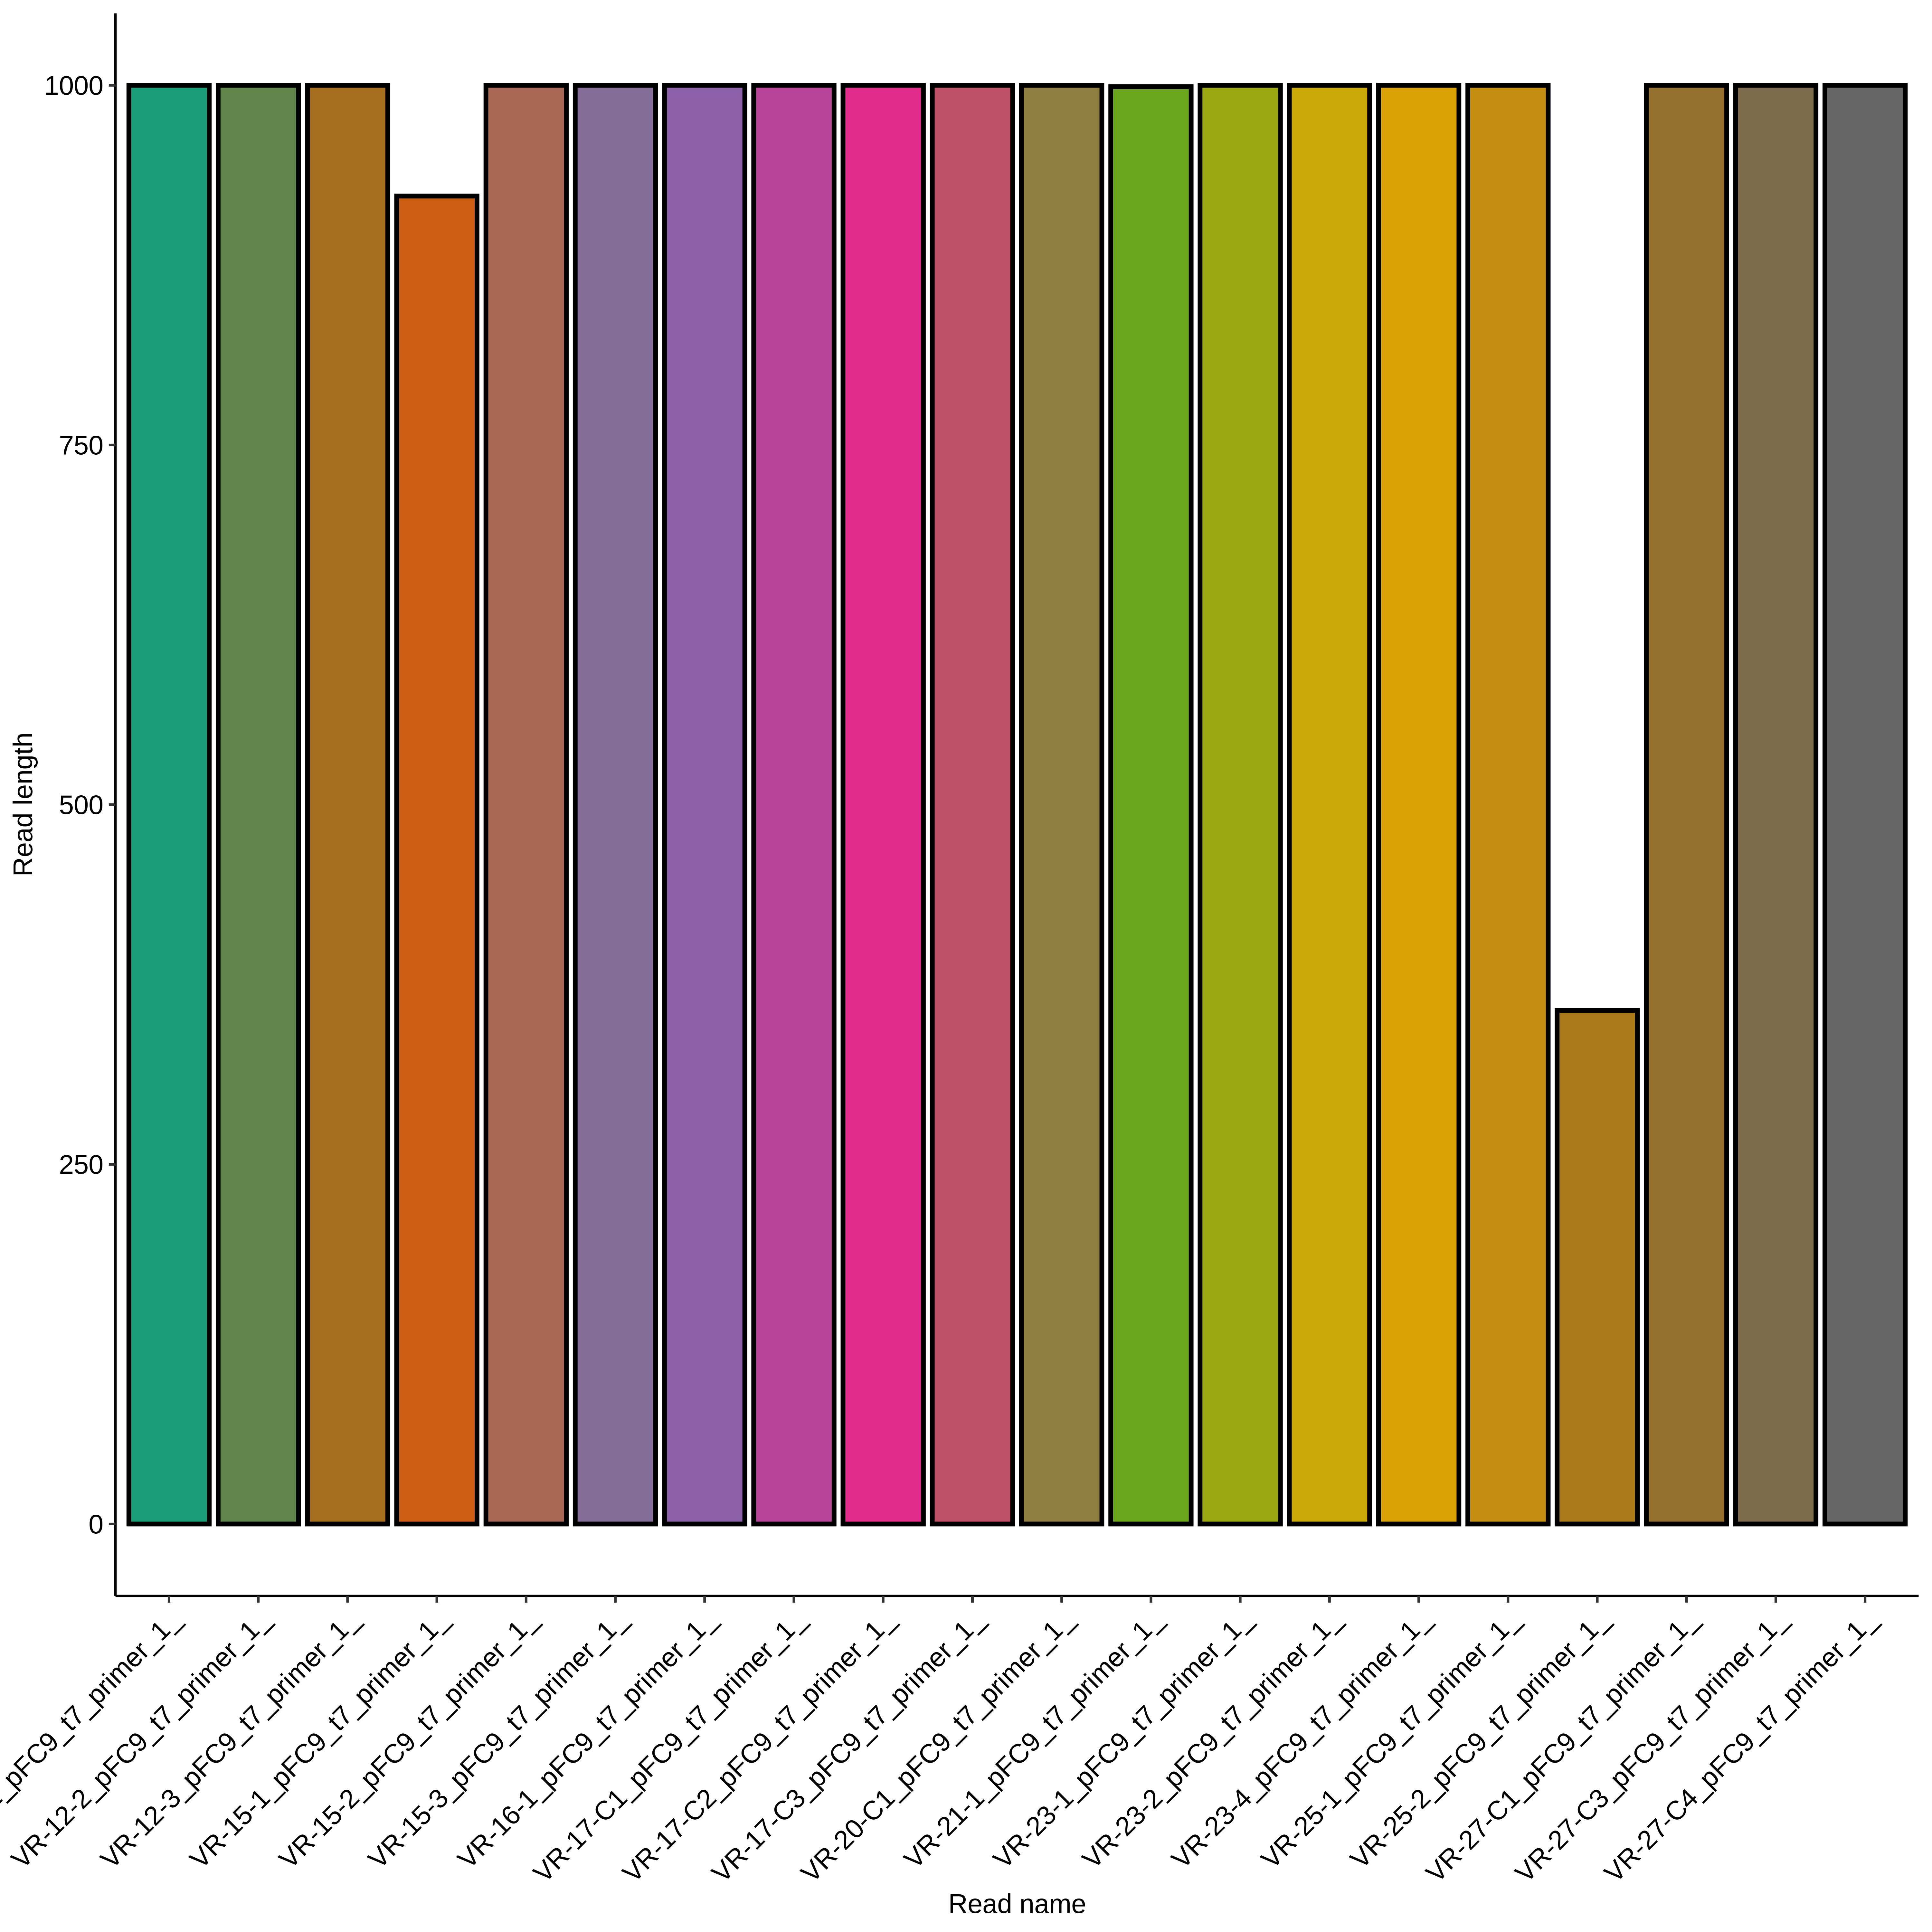 1000
750
500
250
0
Read length
_pFC9_t7_primer_1_
VR-12-2_pFC9_t7_primer_1_
VR-12-3_pFC9_t7_primer_1_
VR-15-1_pFC9_t7_primer_1_
VR-15-2_pFC9_t7_primer_1_
VR-15-3_pFC9_t7_primer_1_
VR-16-1_pFC9_t7_primer_1_
VR-17-C1_pFC9_t7_primer_1_
VR-17-C2_pFC9_t7_primer_1_
VR-17-C3_pFC9_t7_primer_1_
VR-20-C1_pFC9_t7_primer_1_
VR-21-1_pFC9_t7_primer_1_
VR-23-1_pFC9_t7_primer_1_
VR-23-2_pFC9_t7_primer_1_
VR-23-4_pFC9_t7_primer_1_
VR-25-1_pFC9_t7_primer_1_
VR-25-2_pFC9_t7_primer_1_
VR-27-C1_pFC9_t7_primer_1_
VR-27-C3_pFC9_t7_primer_1_
VR-27-C4_pFC9_t7_primer_1_
Read name